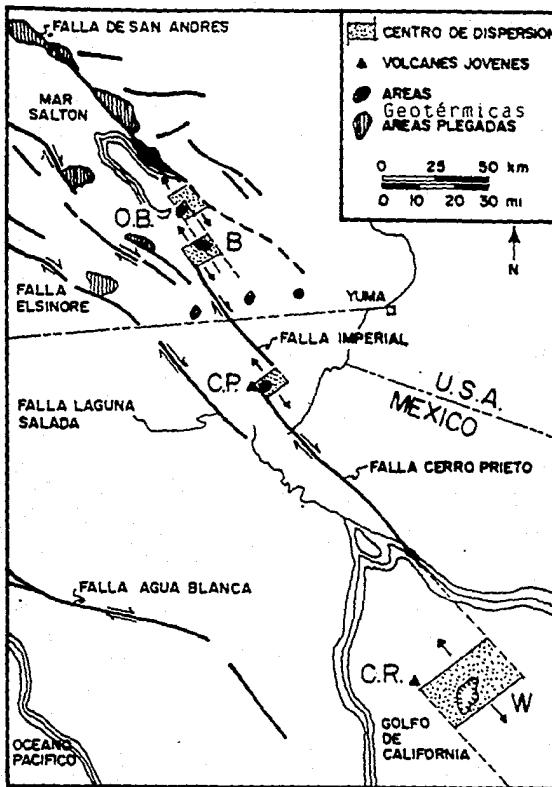 FALLA DE SAN ANDRES
MAR
SALTON
O.B.
B
FALLA
ELSINORE
YUMA
FALLA IMPERIAL
C.P.
U.S.A.
MEXICO
FALLA LAGUNA
SALADA
FALLA CERRO PRIETO
FALLA AGUA BLANCA
C.R.
W
GOLFO
DE
CALIFORNIA
OCEANO
PACIFICO
CENTRO DE DISPERSION
VOLCANES JOVENES
AREAS
Geotérmicas
AREAS PLEGADAS
0 25 50 km
0 10 20 30 mi
N